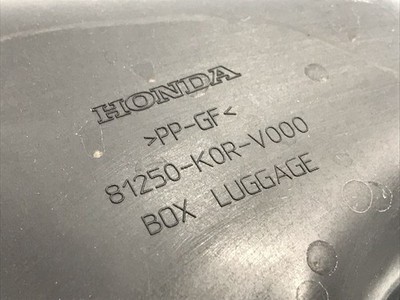 HONDA
>PP-GF<
81250-K0R-V000
BOX LUGGAGE